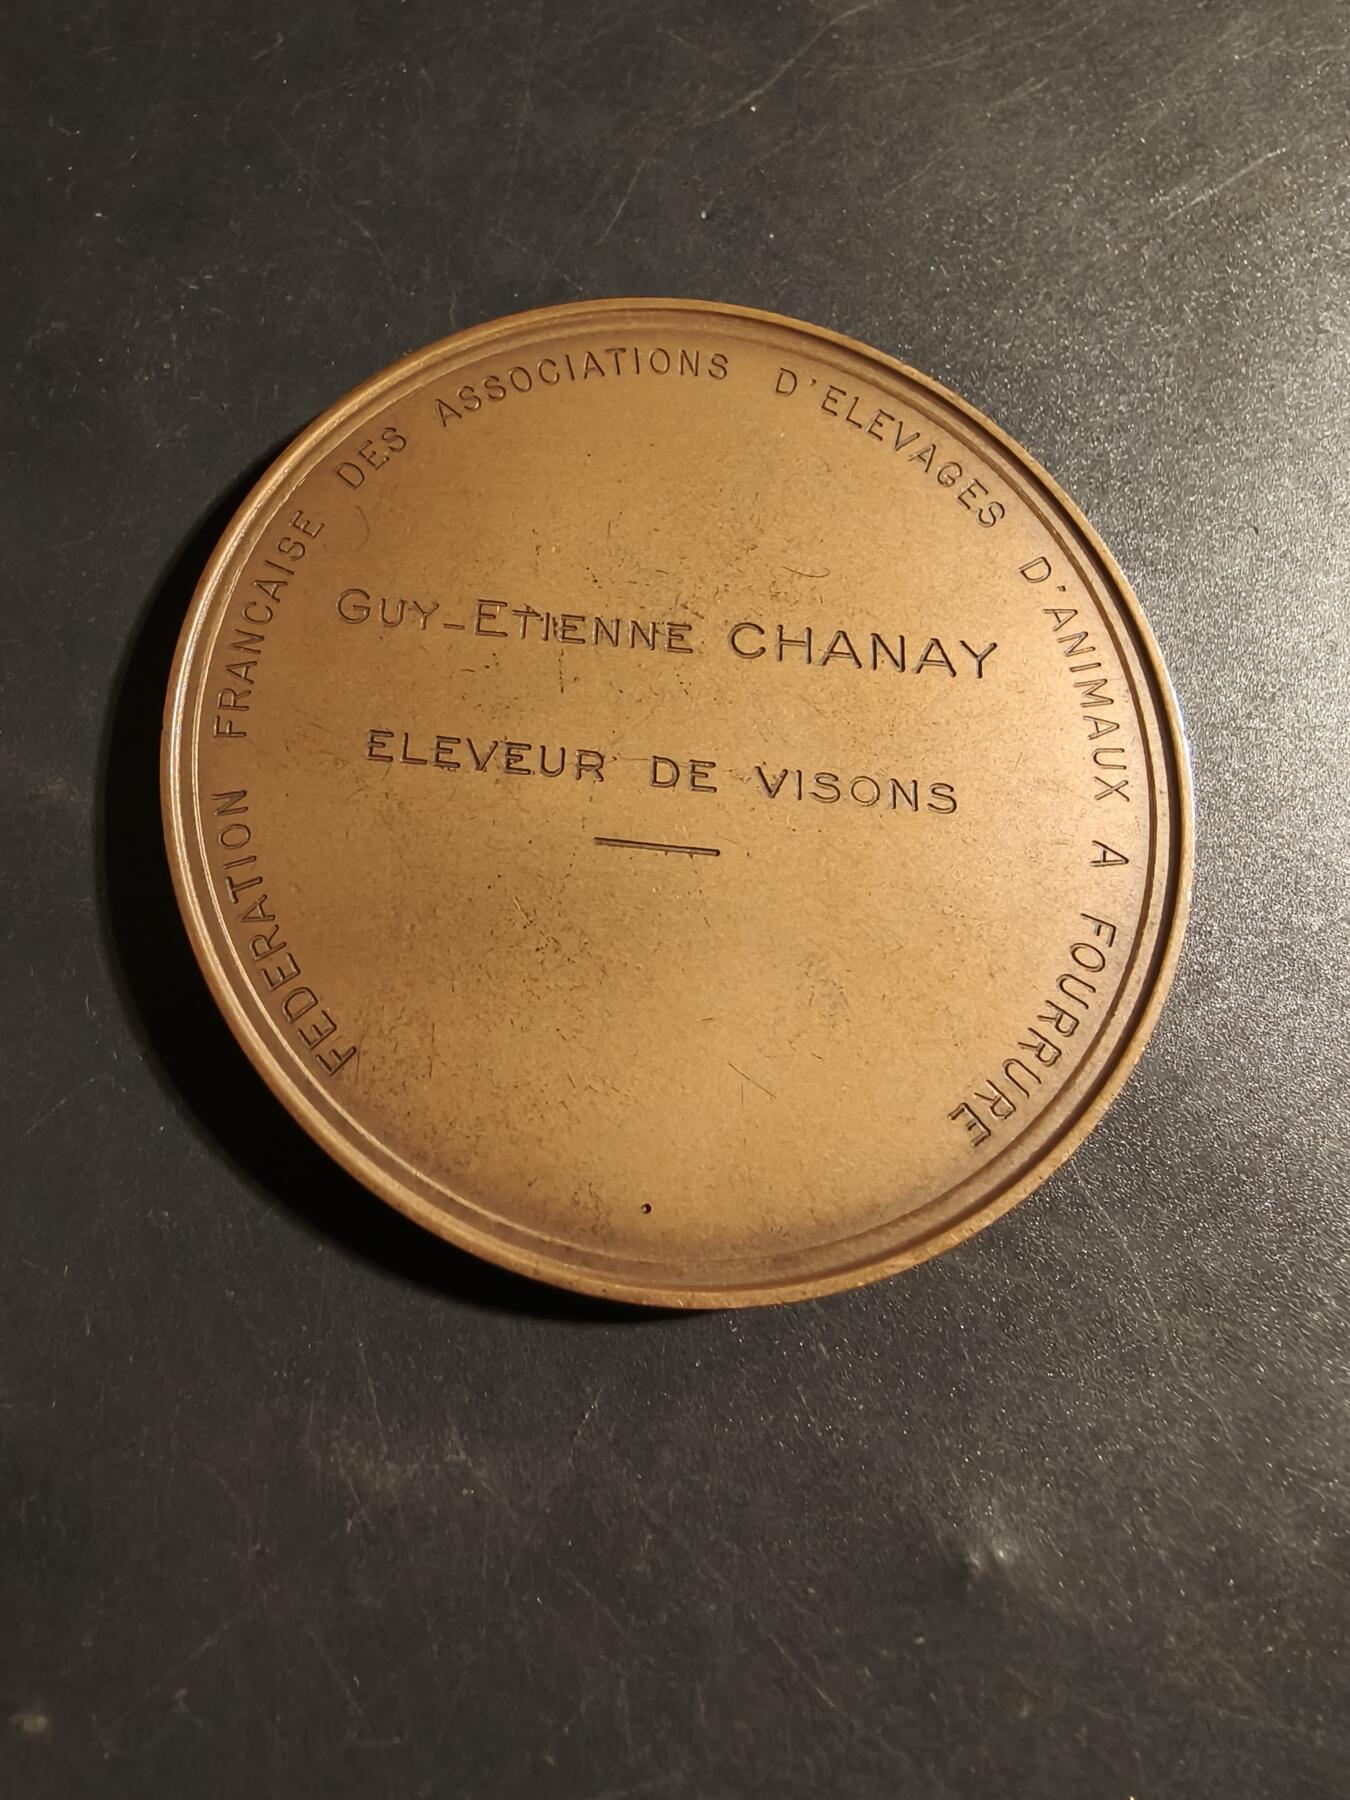 FEDERATION FRANCAISE DES ASSOCIATIONS D'ELEVAGES D'ANIMAUX A FOURRURE
GUY-ETIENNE CHANAY
ELEVEUR DE VISONS